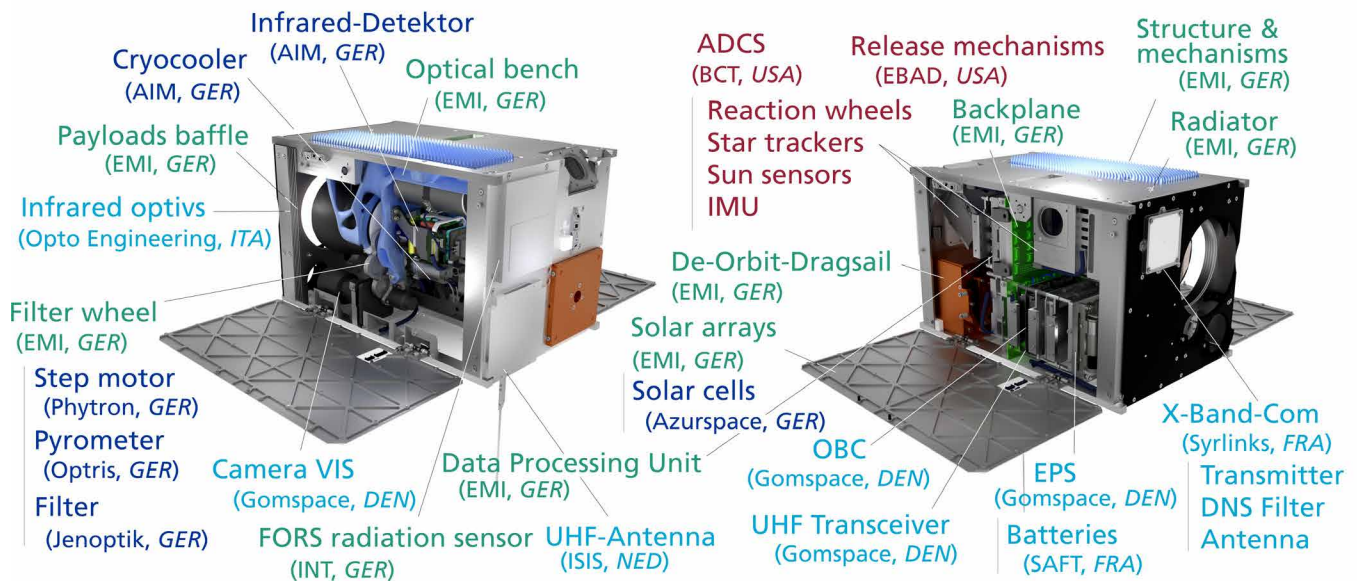 Infrared-Detektor
(AIM, GER)
Cryocooler
(AIM, GER)
Optical bench
(EMI, GER)
Payloads baffle
(EMI, GER)
Infrared optivs
(Opto Engineering, ITA)
Filter wheel
(EMI, GER)
Step motor
(Phytron, GER)
Pyrometer
(Optris, GER)
Filter
(Jenoptik, GER)
Camera VIS
(Gomspace, DEN)
FORS radiation sensor
(INT, GER)
Data Processing Unit
(EMI, GER)
UHF-Antenna
(ISIS, NED)
ADCS
(BCT, USA)
Reaction wheels
Star trackers
Sun sensors
IMU
Release mechanisms
(EBAD, USA)
Structure &
mechanisms
(EMI, GER)
Backplane
(EMI, GER)
Radiator
(EMI, GER)
De-Orbit-Dragsail
(EMI, GER)
Solar arrays
(EMI, GER)
Solar cells
(Azurspace, GER)
OBC
(Gomspace, DEN)
UHF Transceiver
(Gomspace, DEN)
EPS
(Gomspace, DEN)
Batteries
(SAFT, FRA)
X-Band-Com
(Syrlinks, FRA)
Transmitter
DNS Filter
Antenna